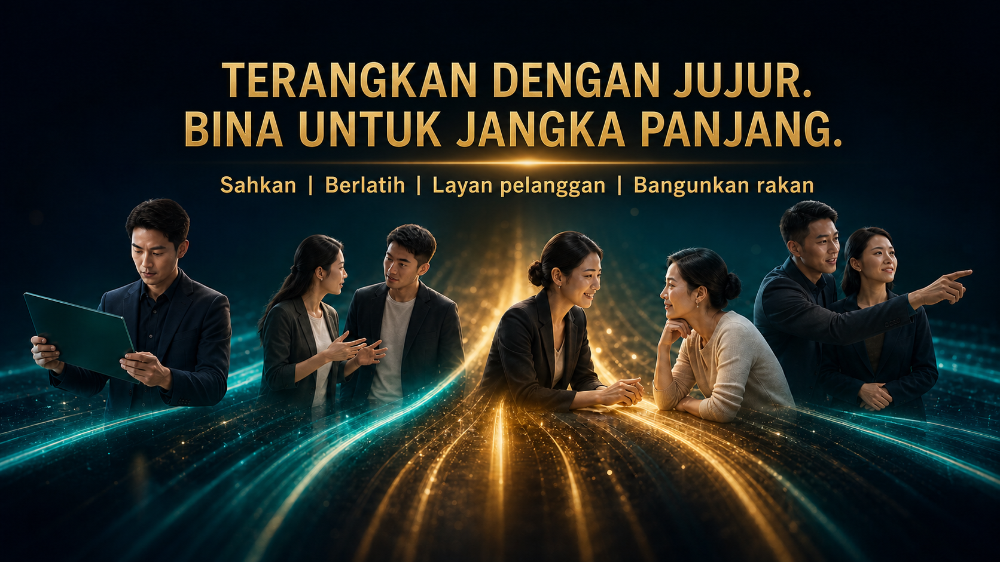 TERANGKAN DENGAN JUJUR.
BINA UNTUK JANGKA PANJANG.
Sahkan | Berlatih | Layan pelanggan | Bangunkan rakan